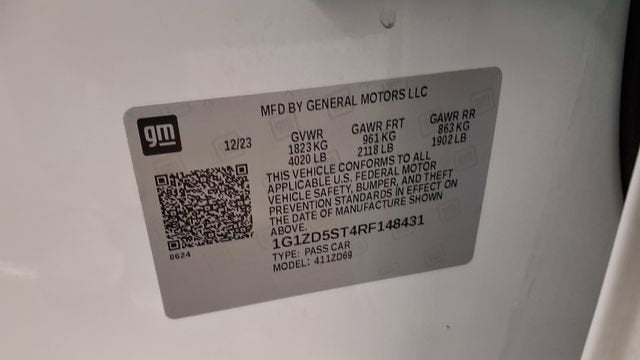 MFD BY GENERAL MOTORS LLC
gm
12/23
GVWR GAWR FRT GAWR RR
1823 KG 961 KG 863 KG
4020 LB 2118 LB 1902 LB
THIS VEHICLE CONFORMS TO ALL
APPLICABLE U.S. FEDERAL MOTOR
VEHICLE SAFETY, BUMPER, AND THEFT
PREVENTION STANDARDS IN EFFECT ON
THE DATE OF MANUFACTURE SHOWN
ABOVE.
1G1ZD5ST4RF148431
TYPE: PASS CAR
MODEL: 411ZD69
8624